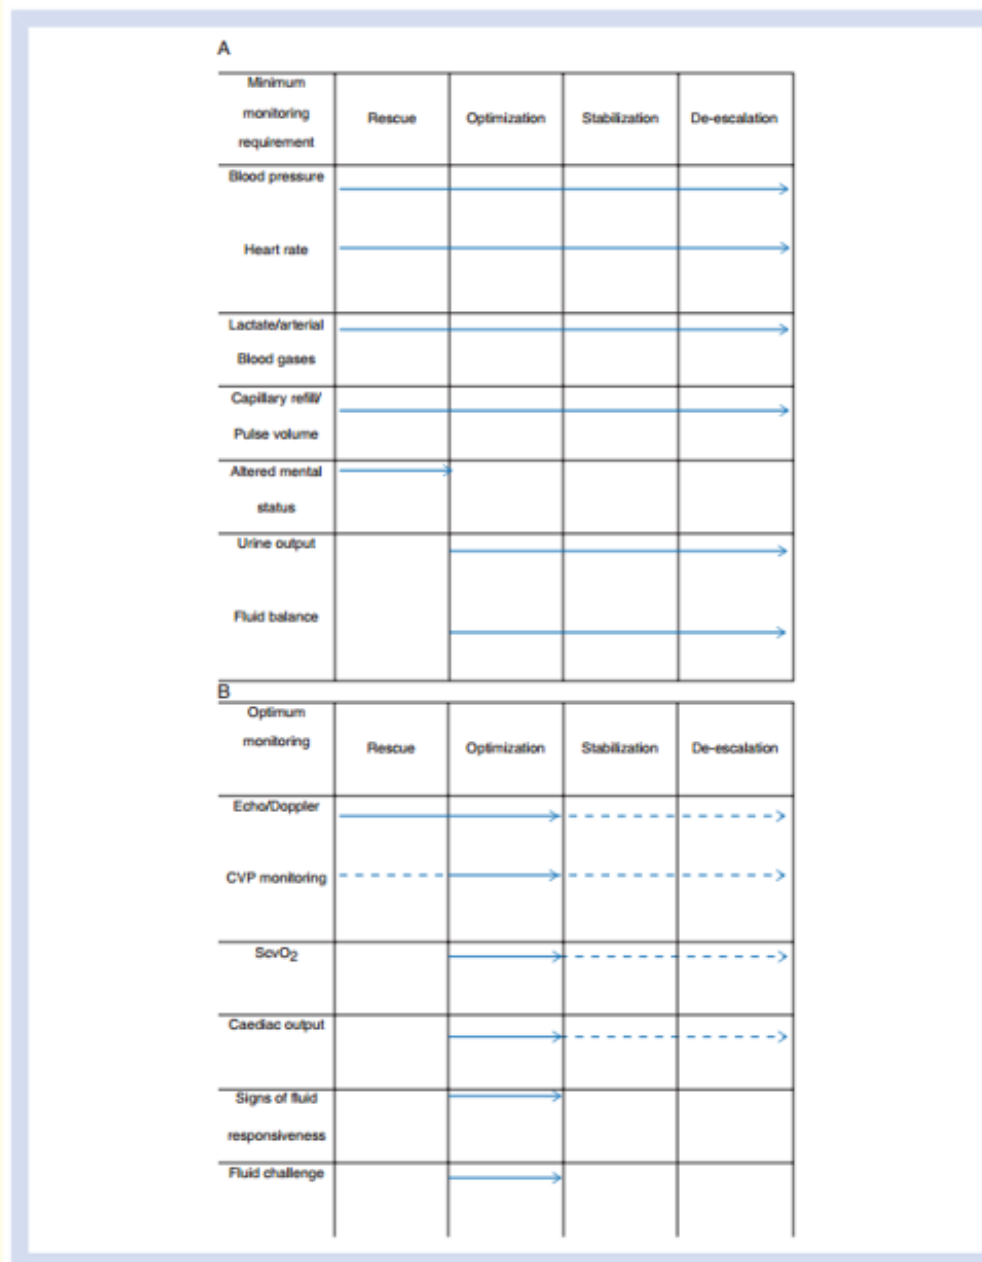 A
Minimum
monitoring
requirement
Rescue
Optimization
Stabilization
De-escalation
Blood pressure
Heart rate
Lactate/arterial
Blood gases
Capillary refill/
Pulse volume
Altered mental
status
Urine output
Fluid balance
B
Optimum
monitoring
Rescue
Optimization
Stabilization
De-escalation
Echo/Doppler
CVP monitoring
ScvO2
Caediac output
Signs of fluid
responsiveness
Fluid challenge